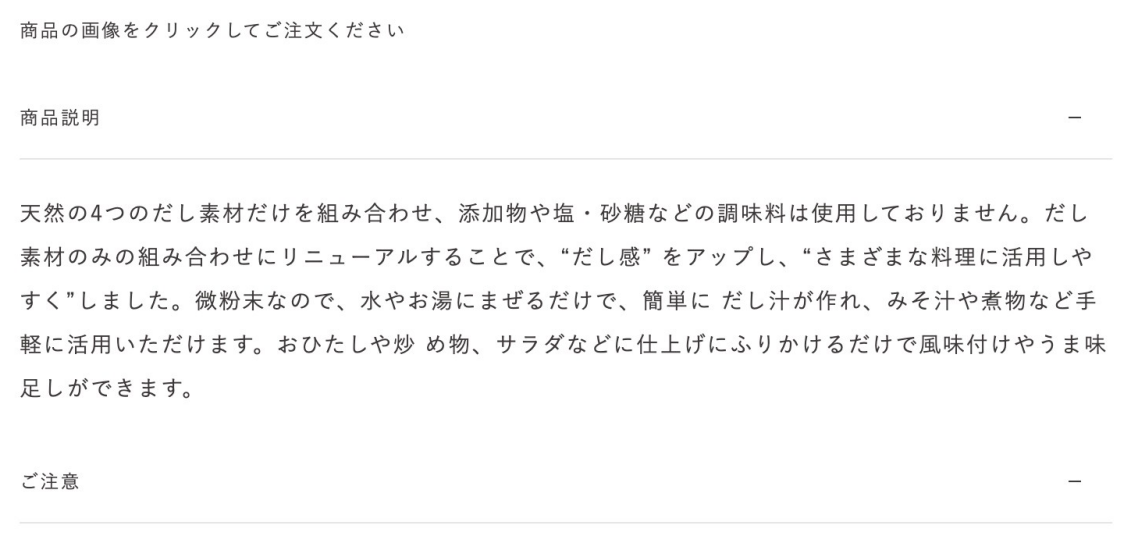 商品の画像をクリックしてご注文ください
商品説明
天然の4つのだし素材だけを組み合わせ、添加物や塩・砂糖などの調味料は使用しておりません。だし
素材のみの組み合わせにリニューアルすることで、“だし感” をアップし、“さまざまな料理に活用しや
すく”しました。微粉末なので、水やお湯にまぜるだけで、簡単に だし汁が作れ、みそ汁や煮物など手
軽に活用いただけます。おひたしや炒 め物、サラダなどに仕上げにふりかけるだけで風味付けやうま味
足しができます。
ご注意